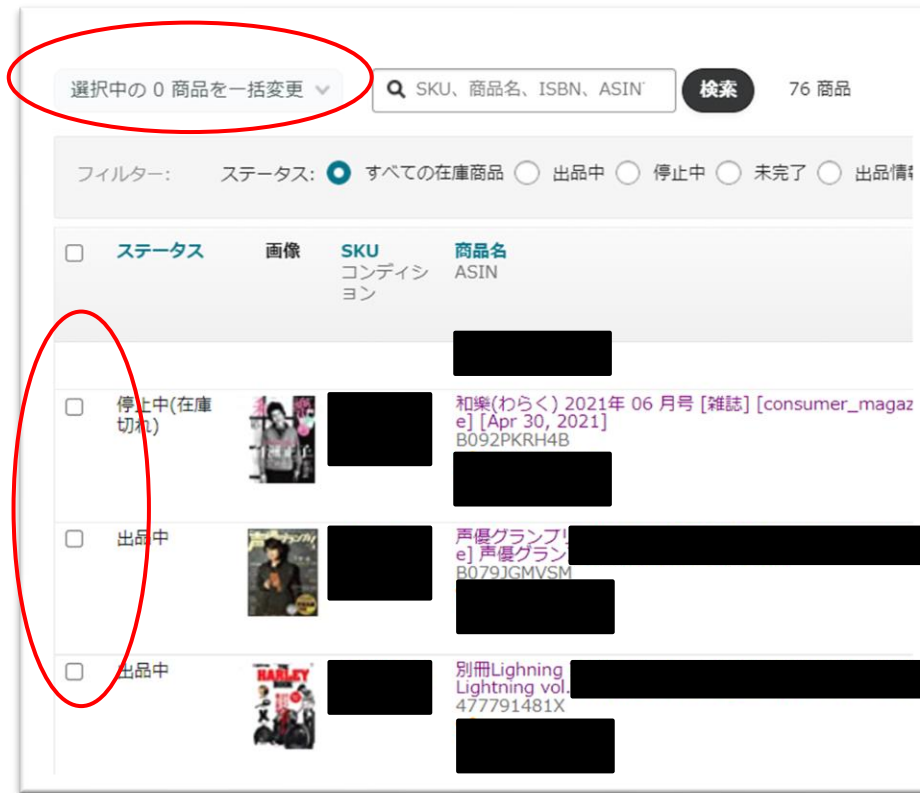 選択中の 0 商品を一括変更
SKU、商品名、ISBN、ASIN
検索
76 商品
フィルター: ステータス: すべての在庫商品 出品中 停止中 未完了 出品情報
ステータス 画像 SKU 商品名
コンディシ ASIN
ョン
停止中(在庫 和樂(わらく) 2021年 06 月号 [雑誌] [consumer_magaz
切れ) e] [Apr 30, 2021]
B092PKRH4B
出品中 声優グランプリ
e] 声優グラン
B079JGMVSM
出品中 別冊Lighning
Lightning vol.
477791481X
HARLEY